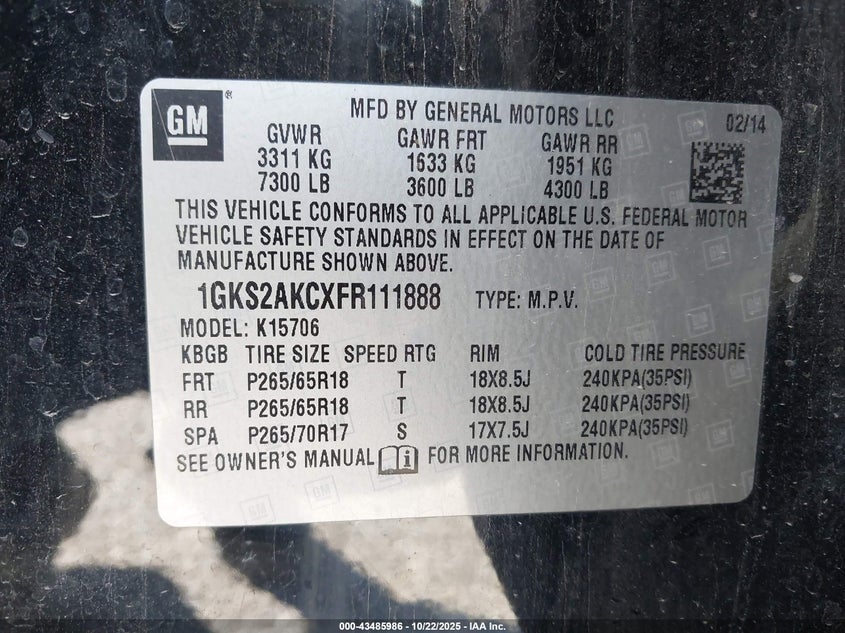 GM ®
MFD BY GENERAL MOTORS LLC 02/14
GVWR GAWR FRT GAWR RR
3311 KG 1633 KG 1951 KG
7300 LB 3600 LB 4300 LB
THIS VEHICLE CONFORMS TO ALL APPLICABLE U.S. FEDERAL MOTOR
VEHICLE SAFETY STANDARDS IN EFFECT ON THE DATE OF
MANUFACTURE SHOWN ABOVE.
1GKS2AKCXFR111888 TYPE: M.P.V.
MODEL: K15706
KBGB TIRE SIZE SPEED RTG RIM COLD TIRE PRESSURE
FRT P265/65R18 T 18X8.5J 240KPA(35PSI)
RR P265/65R18 T 18X8.5J 240KPA(35PSI)
SPA P265/70R17 S 17X7.5J 240KPA(35PSI)
SEE OWNER'S MANUAL i FOR MORE INFORMATION.
000-43485986 - 10/22/2025 - IAA Inc.